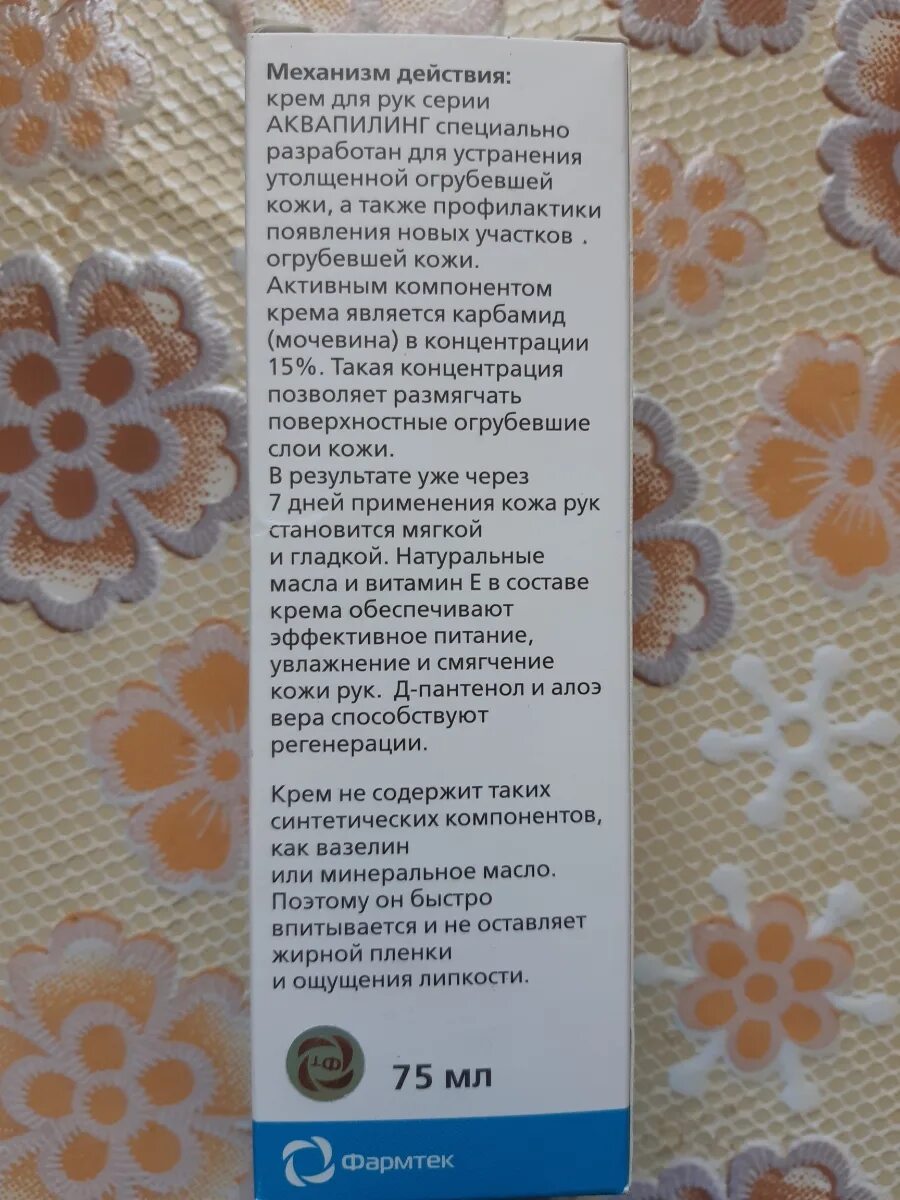 Механизм действия:
крем для рук серии
АКВАПИЛИНГ специально
разработан для устранения
утолщенной огрубевшей
кожи, а также профилактики
появления новых участков .
огрубевшей кожи.
Активным компонентом
крема является карбамид
(мочевина) в концентрации
15%. Такая концентрация
позволяет размягчать
поверхностные огрубевшие
слои кожи.
В результате уже через
7 дней применения кожа рук
становится мягкой
и гладкой. Натуральные
масла и витамин Е в составе
крема обеспечивают
эффективное питание,
увлажнение и смягчение
кожи рук. Д-пантенол и алоэ
вера способствуют
регенерации.
Крем не содержит таких
синтетических компонентов,
как вазелин
или минеральное масло.
Поэтому он быстро
впитывается и не оставляет
жирной пленки
и ощущения липкости.
ФТ
75 мл
Фармтек